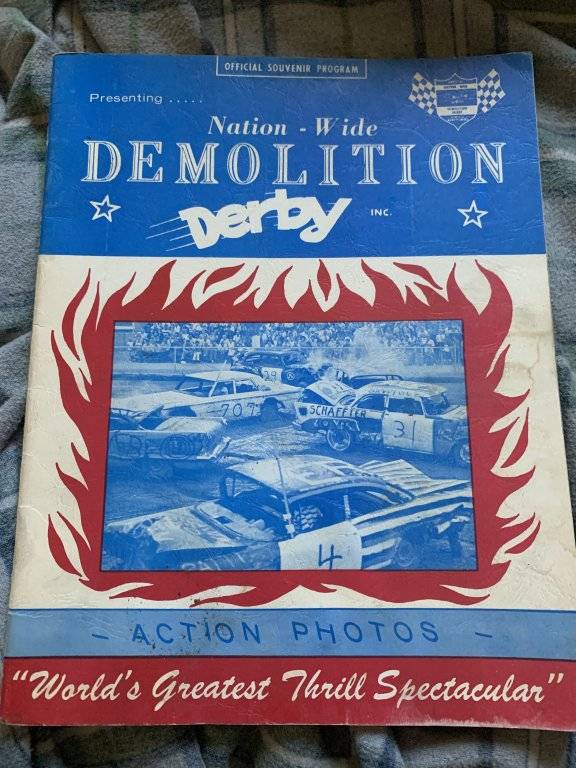 OFFICIAL SOUVENIR PROGRAM
Presenting .....
Nation - Wide
DEMOLITION
Derby INC.
29
707
SCHAFFER
31
4
- ACTION PHOTOS -
"World's Greatest Thrill Spectacular"